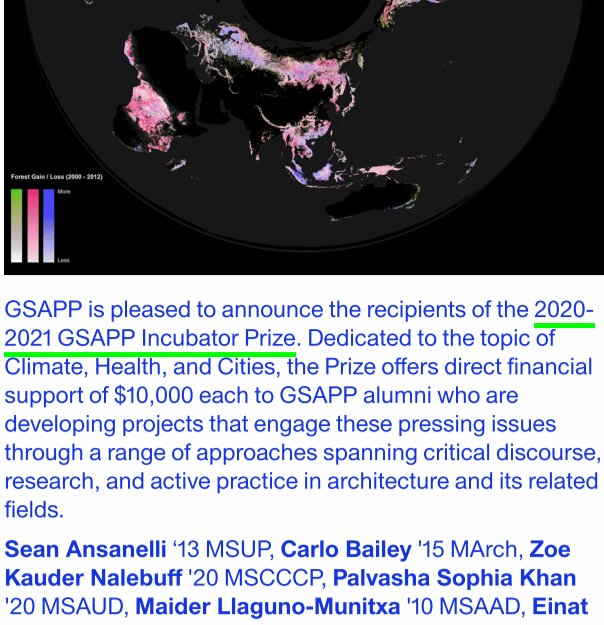 Forest Gain / Loss (2000 - 2012)
More
Less
GSAPP is pleased to announce the recipients of the 2020-
2021 GSAPP Incubator Prize. Dedicated to the topic of
Climate, Health, and Cities, the Prize offers direct financial
support of $10,000 each to GSAPP alumni who are
developing projects that engage these pressing issues
through a range of approaches spanning critical discourse,
research, and active practice in architecture and its related
fields.
Sean Ansanelli ‘13 MSUP, Carlo Bailey '15 MArch, Zoe
Kauder Nalebuff '20 MSCCCP, Palvasha Sophia Khan
'20 MSAUD, Maider Llaguno-Munitxa '10 MSAAD, Einat